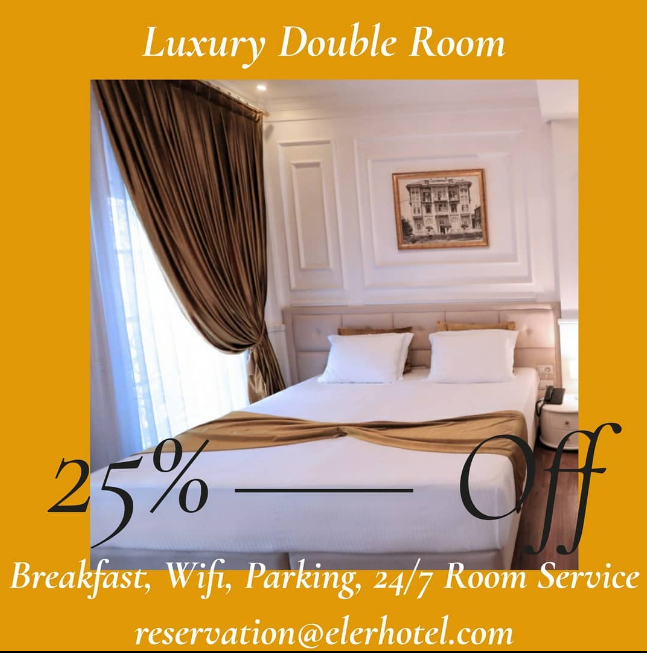 Luxury Double Room
25% —— Off
Breakfast, Wifi, Parking, 24/7 Room Service
reservation@elerhotel.com